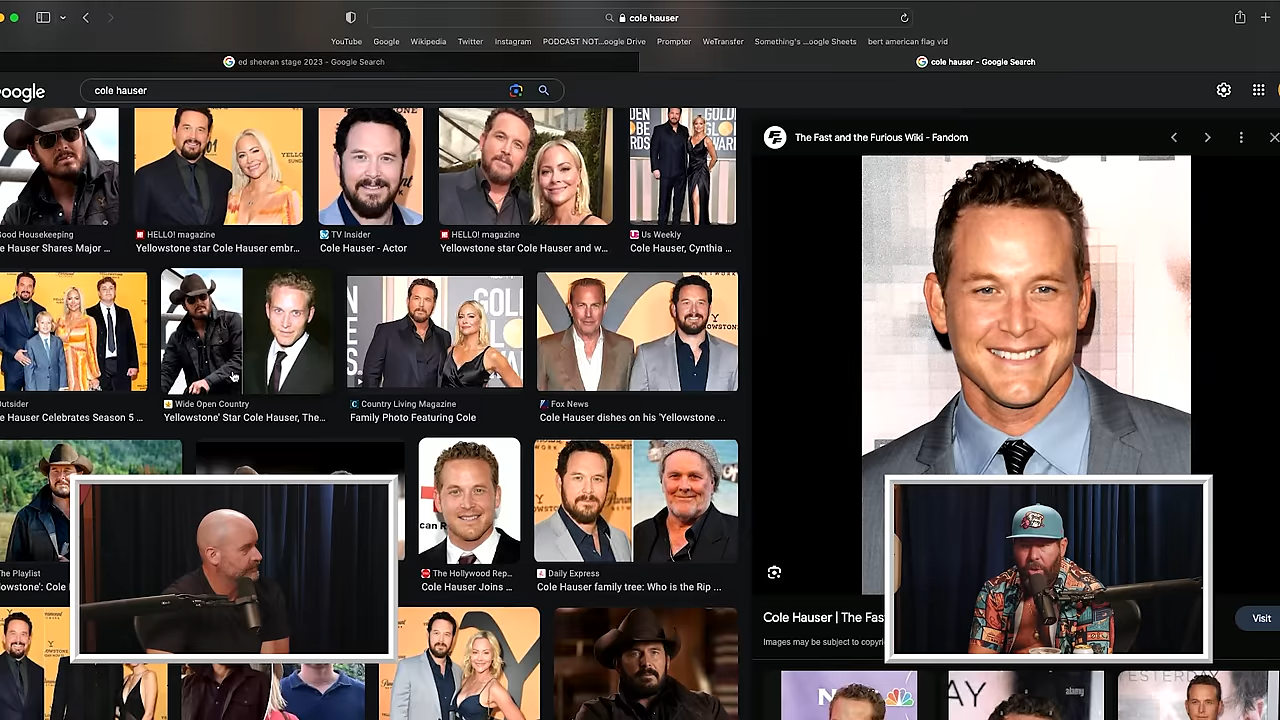 cole hauser
YouTube Google Wikipedia Twitter Instagram PODCAST NOT...oogle Drive Prompter WeTransfer Something's ...oogle Sheets bert american flag vid
ed sheeran stage 2023 - Google Search
cole hauser - Google Search
oogle
cole hauser
The Fast and the Furious Wiki - Fandom
Good Housekeeping
e Hauser Shares Major ...
HELLO! magazine
Yellowstone star Cole Hauser embr...
TV Insider
Cole Hauser - Actor
HELLO! magazine
Yellowstone star Cole Hauser and w...
Us Weekly
Cole Hauser, Cynthia ...
Outsider
e Hauser Celebrates Season 5 ...
Wide Open Country
Yellowstone' Star Cole Hauser, The...
Country Living Magazine
Family Photo Featuring Cole
Fox News
Cole Hauser dishes on his 'Yellowstone ...
The Playlist
owstone': Cole
The Hollywood Rep...
Cole Hauser Joins ...
Daily Express
Cole Hauser family tree: Who is the Rip ...
Cole Hauser | The Fas
Images may be subject to copyri
Visit
alamy
YESTERDAY